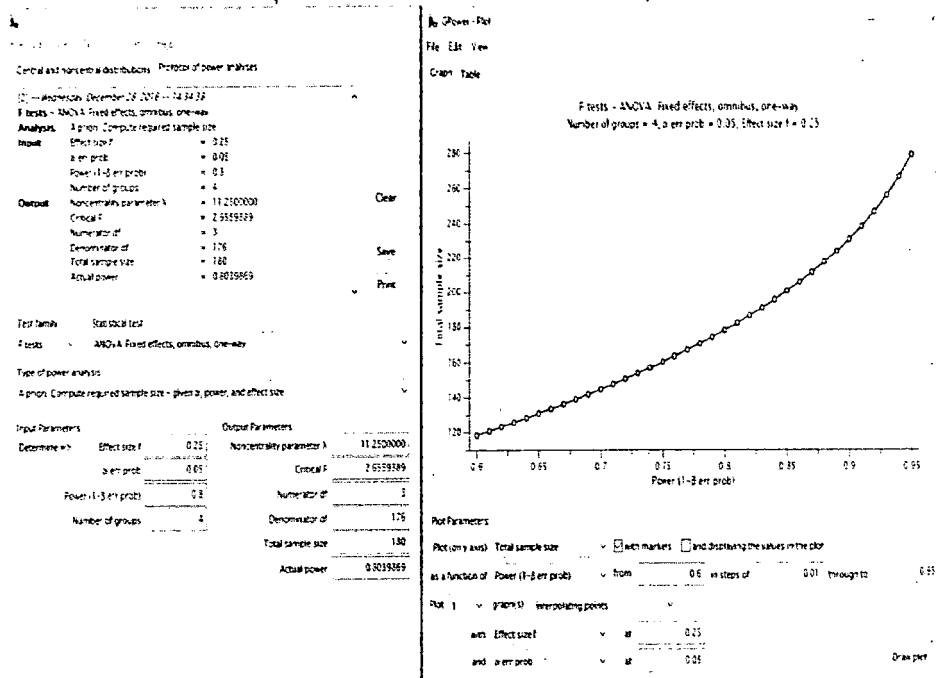 Central and noncentral distributions Protocol of power analyses
-- Wednesday, December 28, 2016 -- 14:34:38
F tests - ANOVA: Fixed effects, omnibus, one-way
Analysis: A priori: Compute required sample size
Input: Effect size f = 0.25
α err prob = 0.05
Power (1-β err prob) = 0.8
Number of groups = 4
Output: Noncentrality parameter λ = 11.2500000
Critical F = 2.6559389
Numerator df = 3
Denominator df = 176
Total sample size = 180
Actual power = 0.8039869
Clear
Save
Print
Test family Statistical test
F tests ANOVA: Fixed effects, omnibus, one-way
Type of power analysis
A priori: Compute required sample size - given α, power, and effect size
Input Parameters Output Parameters
Determine => Effect size f 0.25 Noncentrality parameter λ 11.2500000
α err prob 0.05 Critical F 2.6559389
Power (1-β err prob) 0.8 Numerator df 3
Number of groups 4 Denominator df 176
Total sample size 180
Actual power 0.8039869
GPower - Plot
File Edit View
Graph Table
F tests - ANOVA: Fixed effects, omnibus, one-way
Number of groups = 4, α err prob = 0.05, Effect size f = 0.25
Total sample size
280
260
240
220
200
180
160
140
120
0.6 0.65 0.7 0.75 0.8 0.85 0.9 0.95
Power (1-β err prob)
Plot Parameters
Plot (on y axis) Total sample size with markers and displaying the values in the plot
as a function of Power (1-β err prob) from 0.6 in steps of 0.01 through to 0.95
Plot 1 graph(s) interpolating points
with Effect size f at 0.25
and α err prob at 0.05
Draw plot